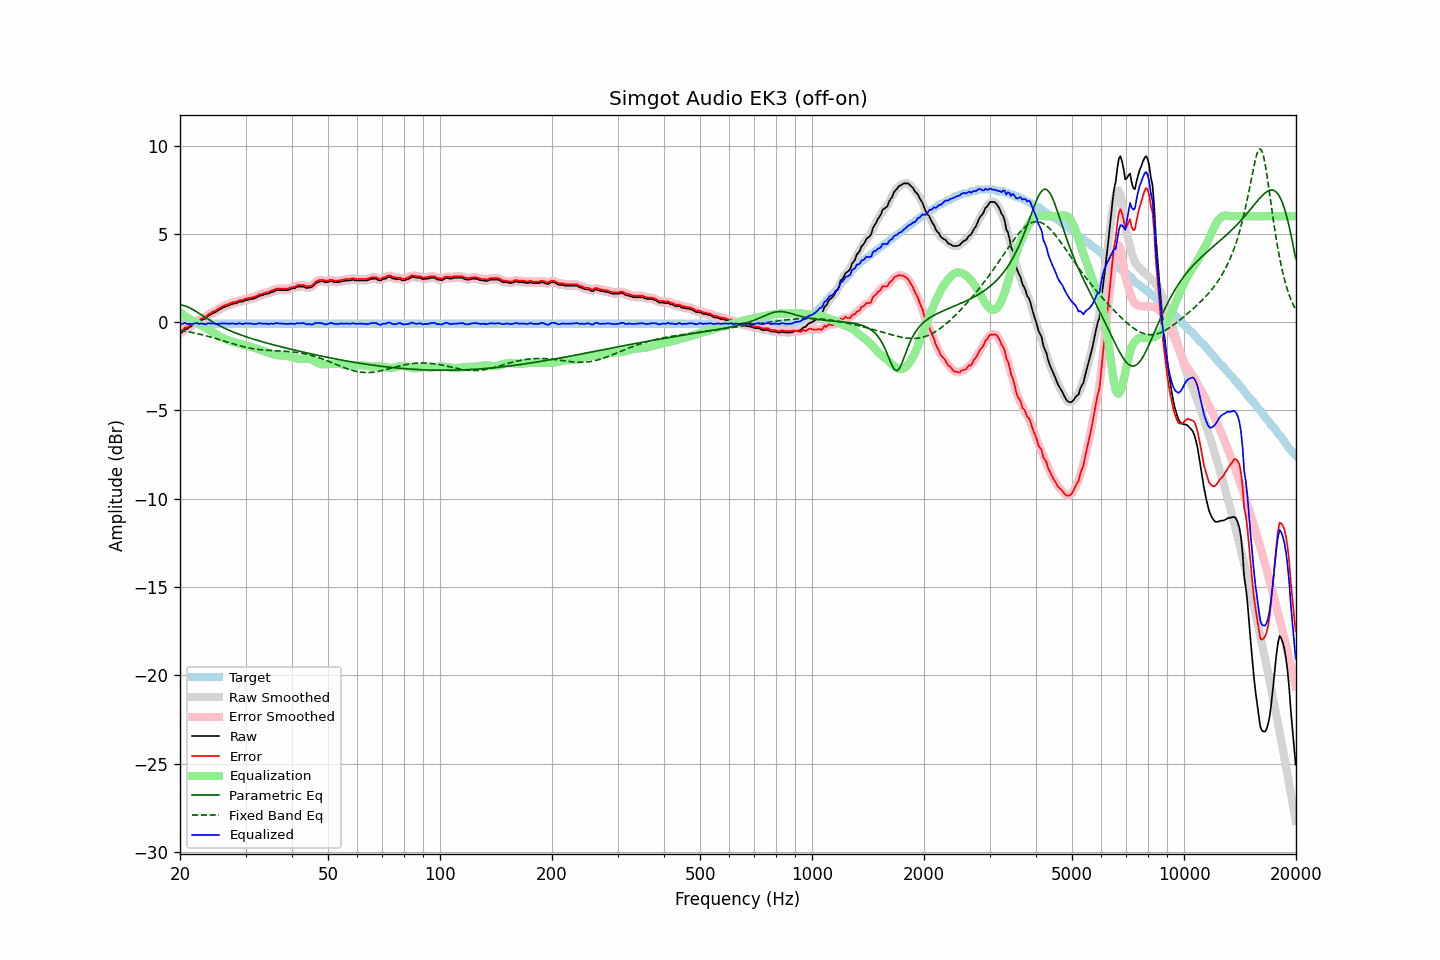 Simgot Audio EK3 (off-on)
10
5
0
−5
−10
−15
−20
−25
−30
Amplitude (dBr)
Target
Raw Smoothed
Error Smoothed
Raw
Error
Equalization
Parametric Eq
Fixed Band Eq
Equalized
20 50 100 200 500 1000 2000 5000 10000 20000
Frequency (Hz)